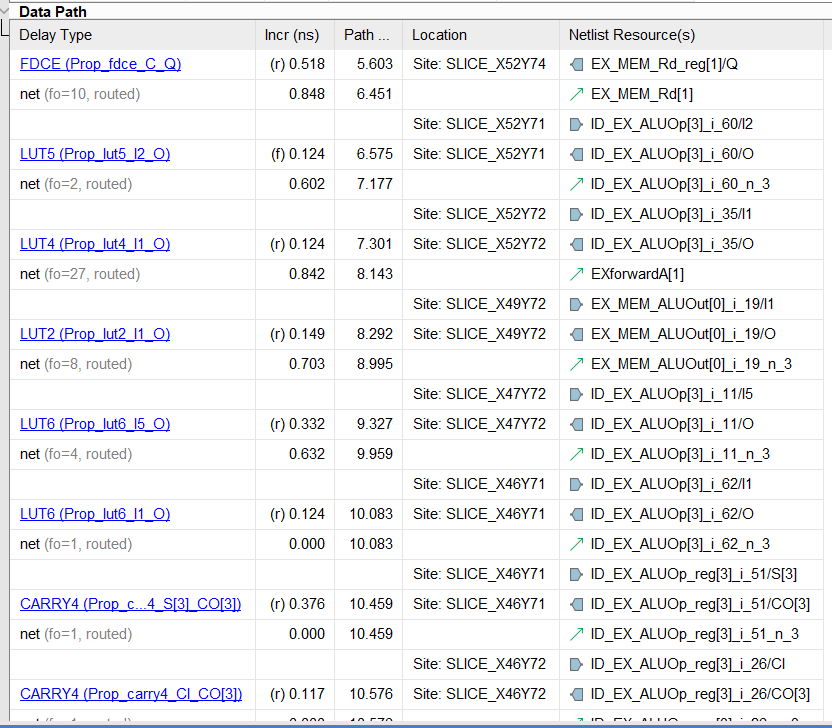 Data Path
Delay Type Incr (ns) Path ... Location Netlist Resource(s)
FDCE (Prop_fdce_C_Q) (r) 0.518 5.603 Site: SLICE_X52Y74 EX_MEM_Rd_reg[1]/Q
net (fo=10, routed) 0.848 6.451 EX_MEM_Rd[1]
Site: SLICE_X52Y71 ID_EX_ALUOp[3]_i_60/I2
LUT5 (Prop_lut5_I2_O) (f) 0.124 6.575 Site: SLICE_X52Y71 ID_EX_ALUOp[3]_i_60/O
net (fo=2, routed) 0.602 7.177 ID_EX_ALUOp[3]_i_60_n_3
Site: SLICE_X52Y72 ID_EX_ALUOp[3]_i_35/I1
LUT4 (Prop_lut4_I1_O) (r) 0.124 7.301 Site: SLICE_X52Y72 ID_EX_ALUOp[3]_i_35/O
net (fo=27, routed) 0.842 8.143 EXforwardA[1]
Site: SLICE_X49Y72 EX_MEM_ALUOut[0]_i_19/I1
LUT2 (Prop_lut2_I1_O) (r) 0.149 8.292 Site: SLICE_X49Y72 EX_MEM_ALUOut[0]_i_19/O
net (fo=8, routed) 0.703 8.995 EX_MEM_ALUOut[0]_i_19_n_3
Site: SLICE_X47Y72 ID_EX_ALUOp[3]_i_11/I5
LUT6 (Prop_lut6_I5_O) (r) 0.332 9.327 Site: SLICE_X47Y72 ID_EX_ALUOp[3]_i_11/O
net (fo=4, routed) 0.632 9.959 ID_EX_ALUOp[3]_i_11_n_3
Site: SLICE_X46Y71 ID_EX_ALUOp[3]_i_62/I1
LUT6 (Prop_lut6_I1_O) (r) 0.124 10.083 Site: SLICE_X46Y71 ID_EX_ALUOp[3]_i_62/O
net (fo=1, routed) 0.000 10.083 ID_EX_ALUOp[3]_i_62_n_3
Site: SLICE_X46Y71 ID_EX_ALUOp_reg[3]_i_51/S[3]
CARRY4 (Prop_c...4_S[3]_CO[3]) (r) 0.376 10.459 Site: SLICE_X46Y71 ID_EX_ALUOp_reg[3]_i_51/CO[3]
net (fo=1, routed) 0.000 10.459 ID_EX_ALUOp_reg[3]_i_51_n_3
Site: SLICE_X46Y72 ID_EX_ALUOp_reg[3]_i_26/CI
CARRY4 (Prop_carry4_CI_CO[3]) (r) 0.117 10.576 Site: SLICE_X46Y72 ID_EX_ALUOp_reg[3]_i_26/CO[3]